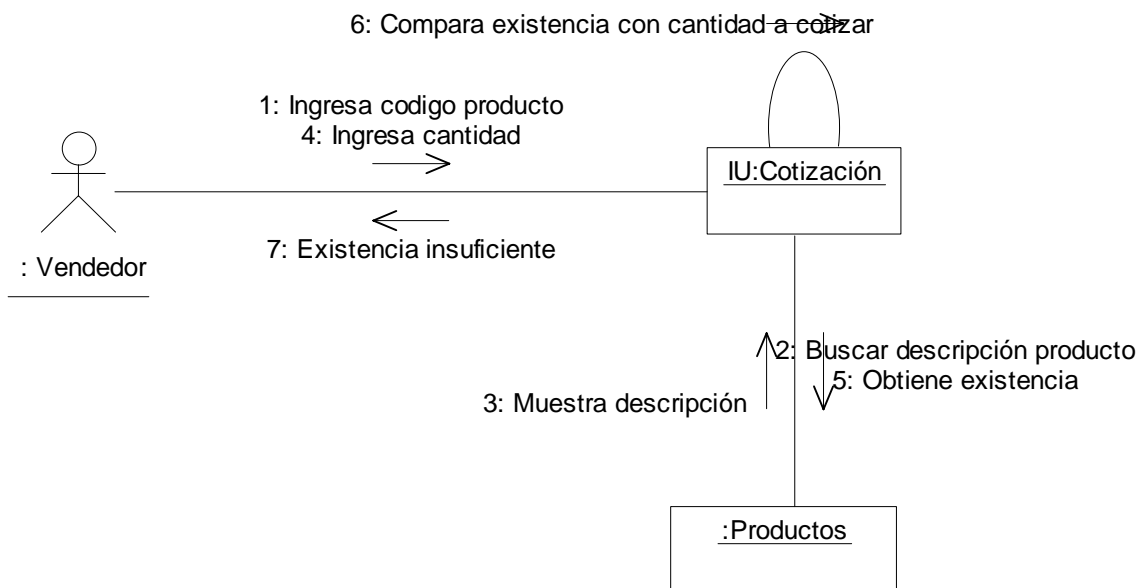 6: Compara existencia con cantidad a cotizar
1: Ingresa codigo producto
4: Ingresa cantidad
IU:Cotización
7: Existencia insuficiente
: Vendedor
2: Buscar descripción producto
5: Obtiene existencia
3: Muestra descripción
:Productos